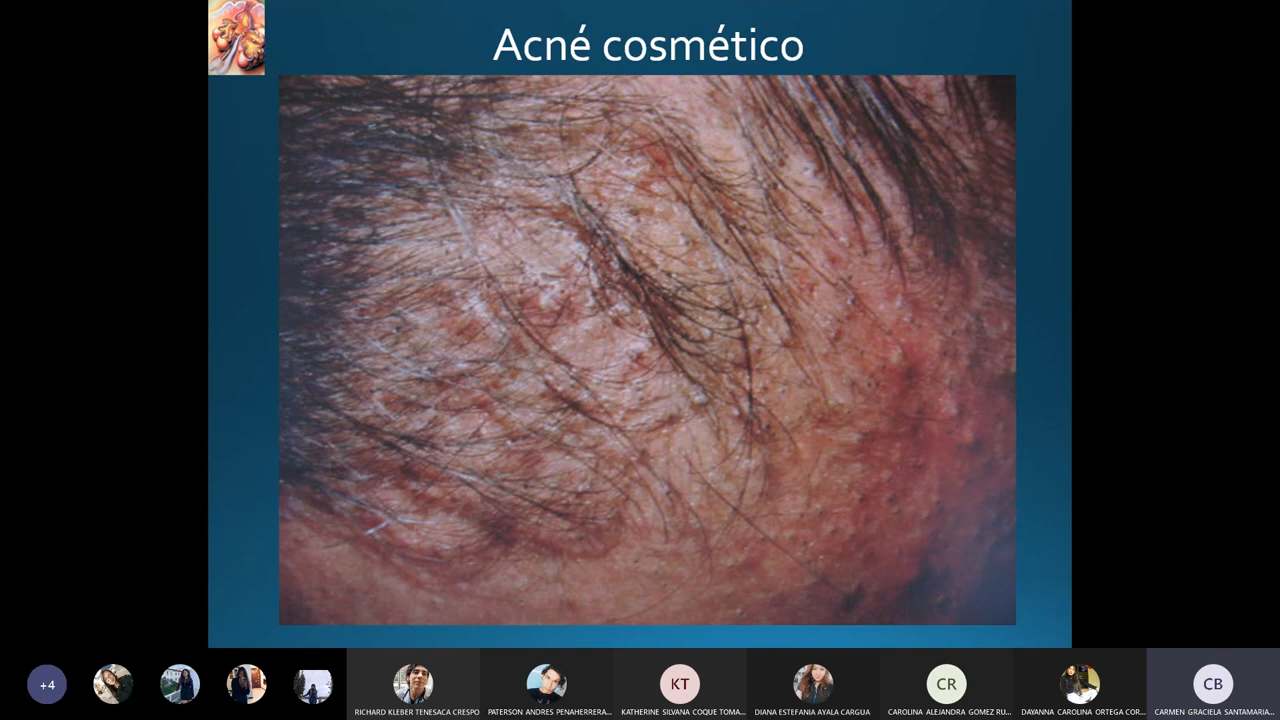 Acné cosmético
+4
KT
CR
CB
RICHARD KLEBER TENESACA CRESPO
PATERSON ANDRES PENAHERRERA...
KATHERINE SILVANA COQUE TOMA...
DIANA ESTEFANIA AYALA CARGUA
CAROLINA ALEJANDRA GOMEZ RU...
DAYANNA CAROLINA ORTEGA COR...
CARMEN GRACIELA SANTAMARIA...